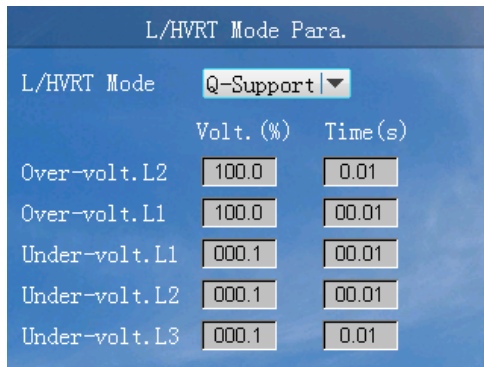 L/HVRT Mode Para.
L/HVRT Mode Q-Support
Volt.(%) Time(s)
Over-volt.L2 100.0 0.01
Over-volt.L1 100.0 00.01
Under-volt.L1 000.1 00.01
Under-volt.L2 000.1 00.01
Under-volt.L3 000.1 0.01